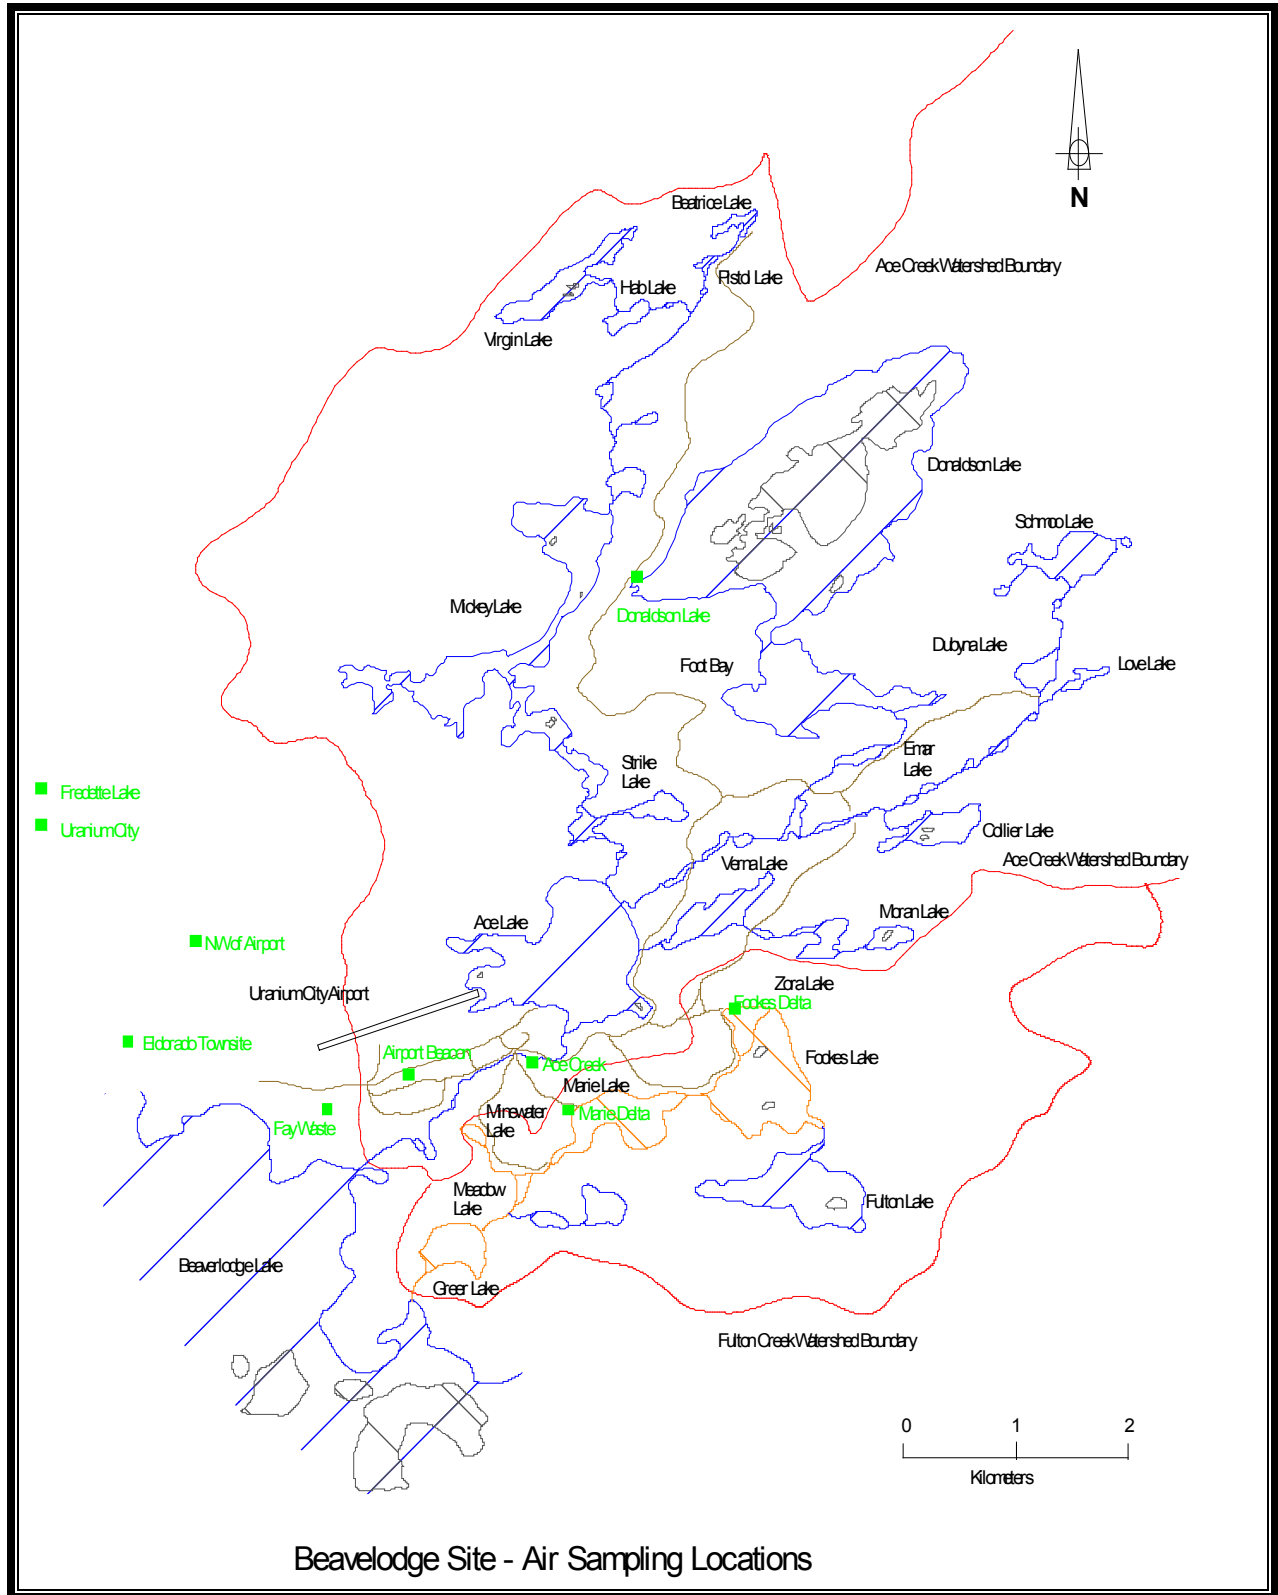 N
Beatrice Lake
Pistol Lake
Ace Creek Watershed Boundary
Hab Lake
Virgin Lake
Donaldson Lake
Schmoo Lake
Mickey Lake
Donaldson Lake
Dubyna Lake
Foot Bay
Love Lake
Strike
Lake
Emar
Lake
Fredette Lake
Uranium City
Collier Lake
Verna Lake
Ace Creek Watershed Boundary
Ace Lake
Moran Lake
NW of Airport
Uranium City Airport
Zora Lake
Fookes Delta
Eldorado Townsite
Airport Beacon
Ace Creek
Fookes Lake
Marie Lake
Minewater
Lake
Marie Delta
Fay Waste
Meadow
Lake
Fulton Lake
Beaverlodge Lake
Greer Lake
Fulton Creek Watershed Boundary
0 1 2
Kilometers
Beavelodge Site - Air Sampling Locations